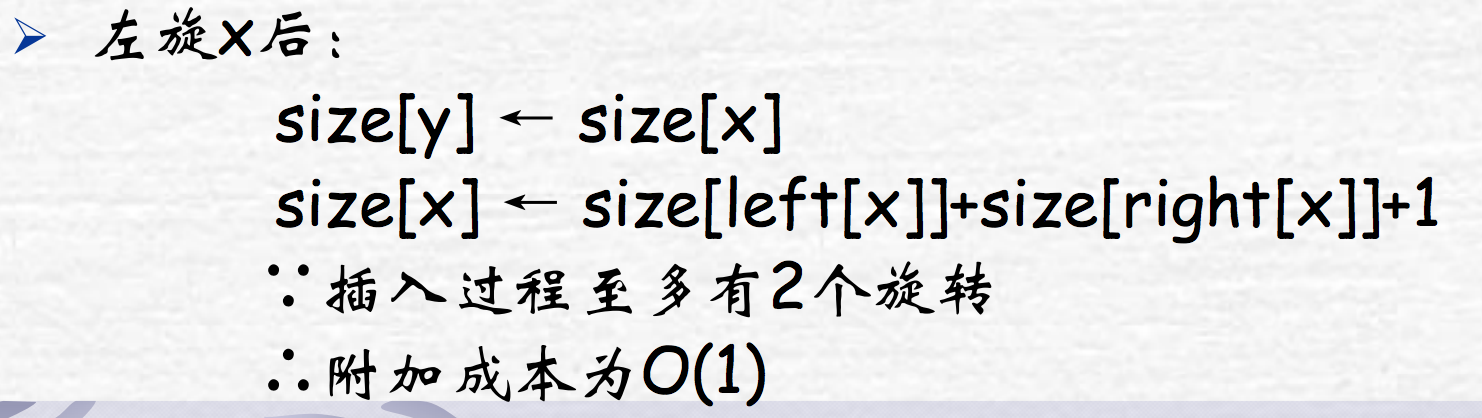 ➢ 左旋x后：
size[y] ← size[x]
size[x] ← size[left[x]]+size[right[x]]+1
∵插入过程至多有2个旋转
∴附加成本为O(1)